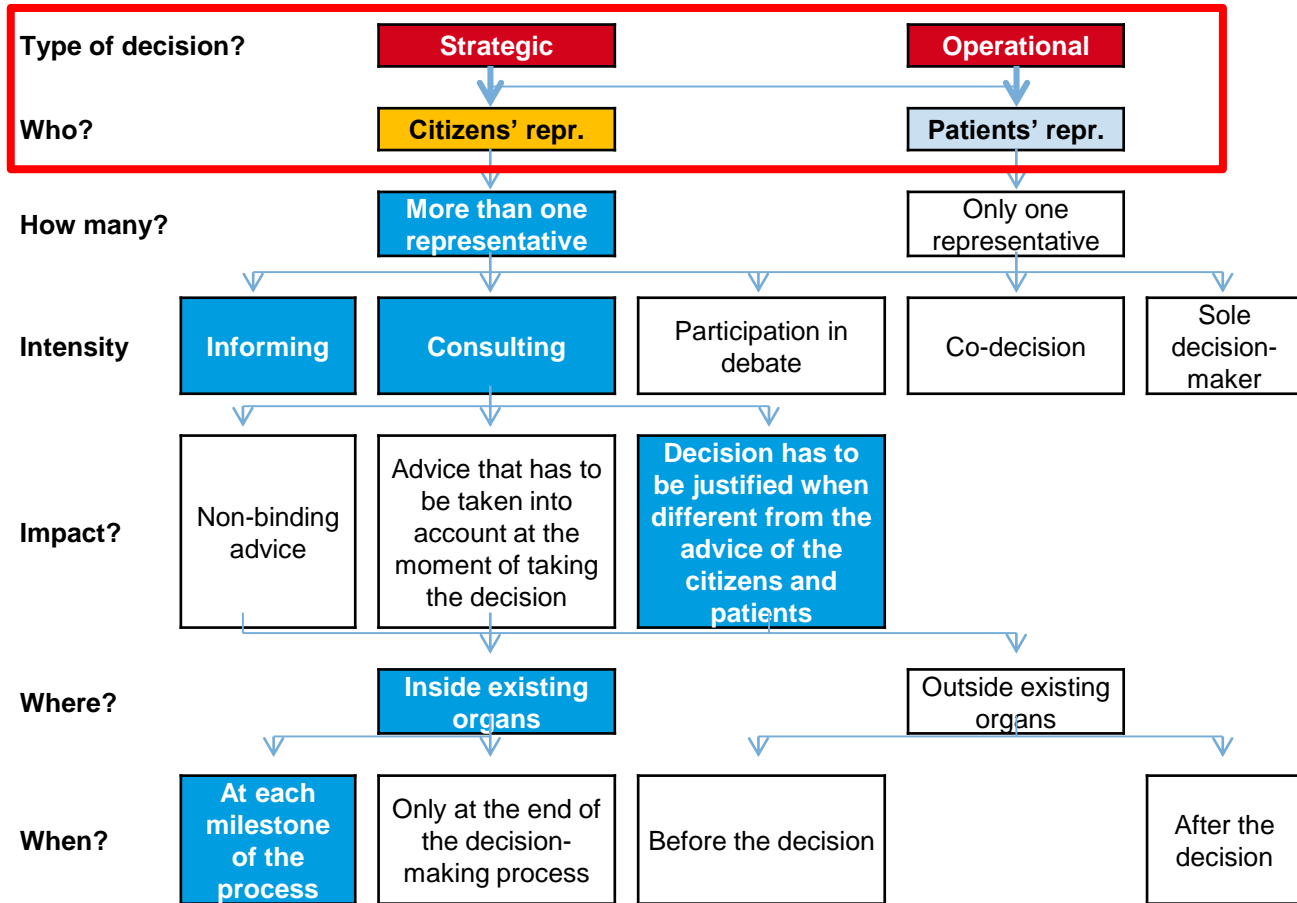 Type of decision?
Strategic
Operational
Who?
Citizens’ repr.
Patients’ repr.
How many?
More than one
representative
Only one
representative
Intensity
Informing
Consulting
Participation in
debate
Co-decision
Sole
decision-
maker
Impact?
Non-binding
advice
Advice that has to
be taken into
account at the
moment of taking
the decision
Decision has to
be justified when
different from the
advice of the
citizens and
patients
Where?
Inside existing
organs
Outside existing
organs
When?
At each
milestone
of the
process
Only at the end of
the decision-
making process
Before the decision
After the
decision